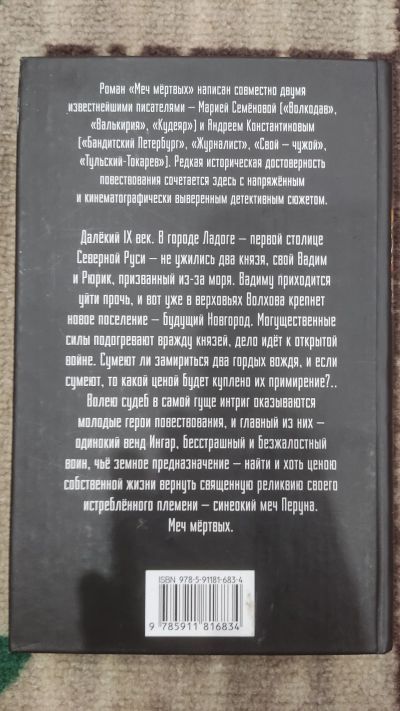 Роман «Меч мёртвых» написан совместно двумя
известнейшими писателями – Марией Семёновой («Волкодав»,
«Валькирия», «Кудеяр») и Андреем Константиновым
(«Бандитский Петербург», «Журналист», «Свой – чужой»,
«Тульский-Токарев»). Редкая историческая достоверность
повествования сочетается здесь с напряжённым
и кинематографически выверенным детективным сюжетом.
Далёкий IX век. В городе Ладоге – первой столице
Северной Руси – не ужились два князя, свой Вадим
и Рюрик, призванный из-за моря. Вадиму приходится
уйти прочь, и вот уже в верховьях Волхова крепнет
новое поселение – будущий Новгород. Могущественные
силы подогревают вражду князей, дело идёт к открытой
войне. Сумеют ли замириться два гордых вождя, и если
сумеют, то какой ценой будет куплено их примирение?..
Волею судеб в самой гуще интриг оказываются
молодые герои повествования, и главный из них –
одинокий венд Ингар, бесстрашный и безжалостный
воин, чьё земное предназначение – найти и хоть ценою
собственной жизни вернуть священную реликвию своего
истреблённого племени – синеокий меч Перуна.
Меч мёртвых.
ISBN 978-5-91181-683-4
9 785911 816834